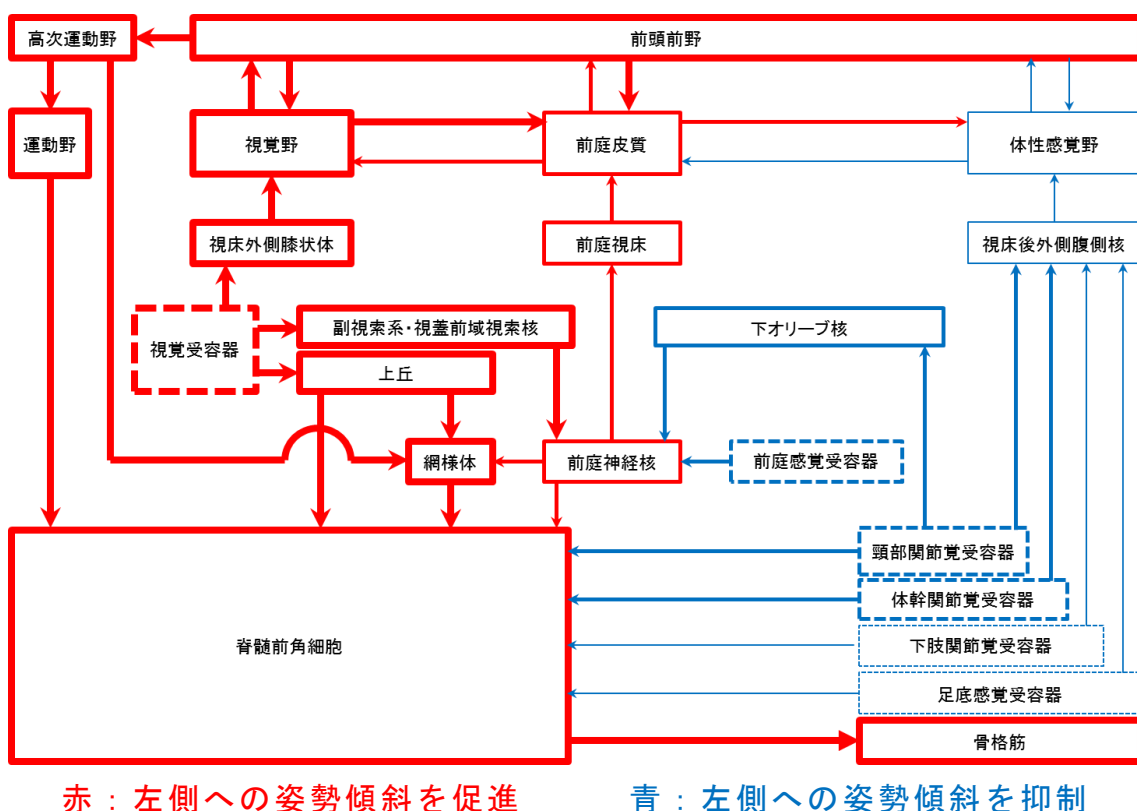 高次運動野
前頭前野
運動野
視覚野
前庭皮質
体性感覚野
視床外側膝状体
前庭視床
視床後外側腹側核
視覚受容器
副視索系・視蓋前域視索核
下オリーブ核
上丘
網様体
前庭神経核
前庭感覚受容器
頸部関節覚受容器
体幹関節覚受容器
脊髄前角細胞
下肢関節覚受容器
足底感覚受容器
骨格筋
赤：左側への姿勢傾斜を促進
青：左側への姿勢傾斜を抑制